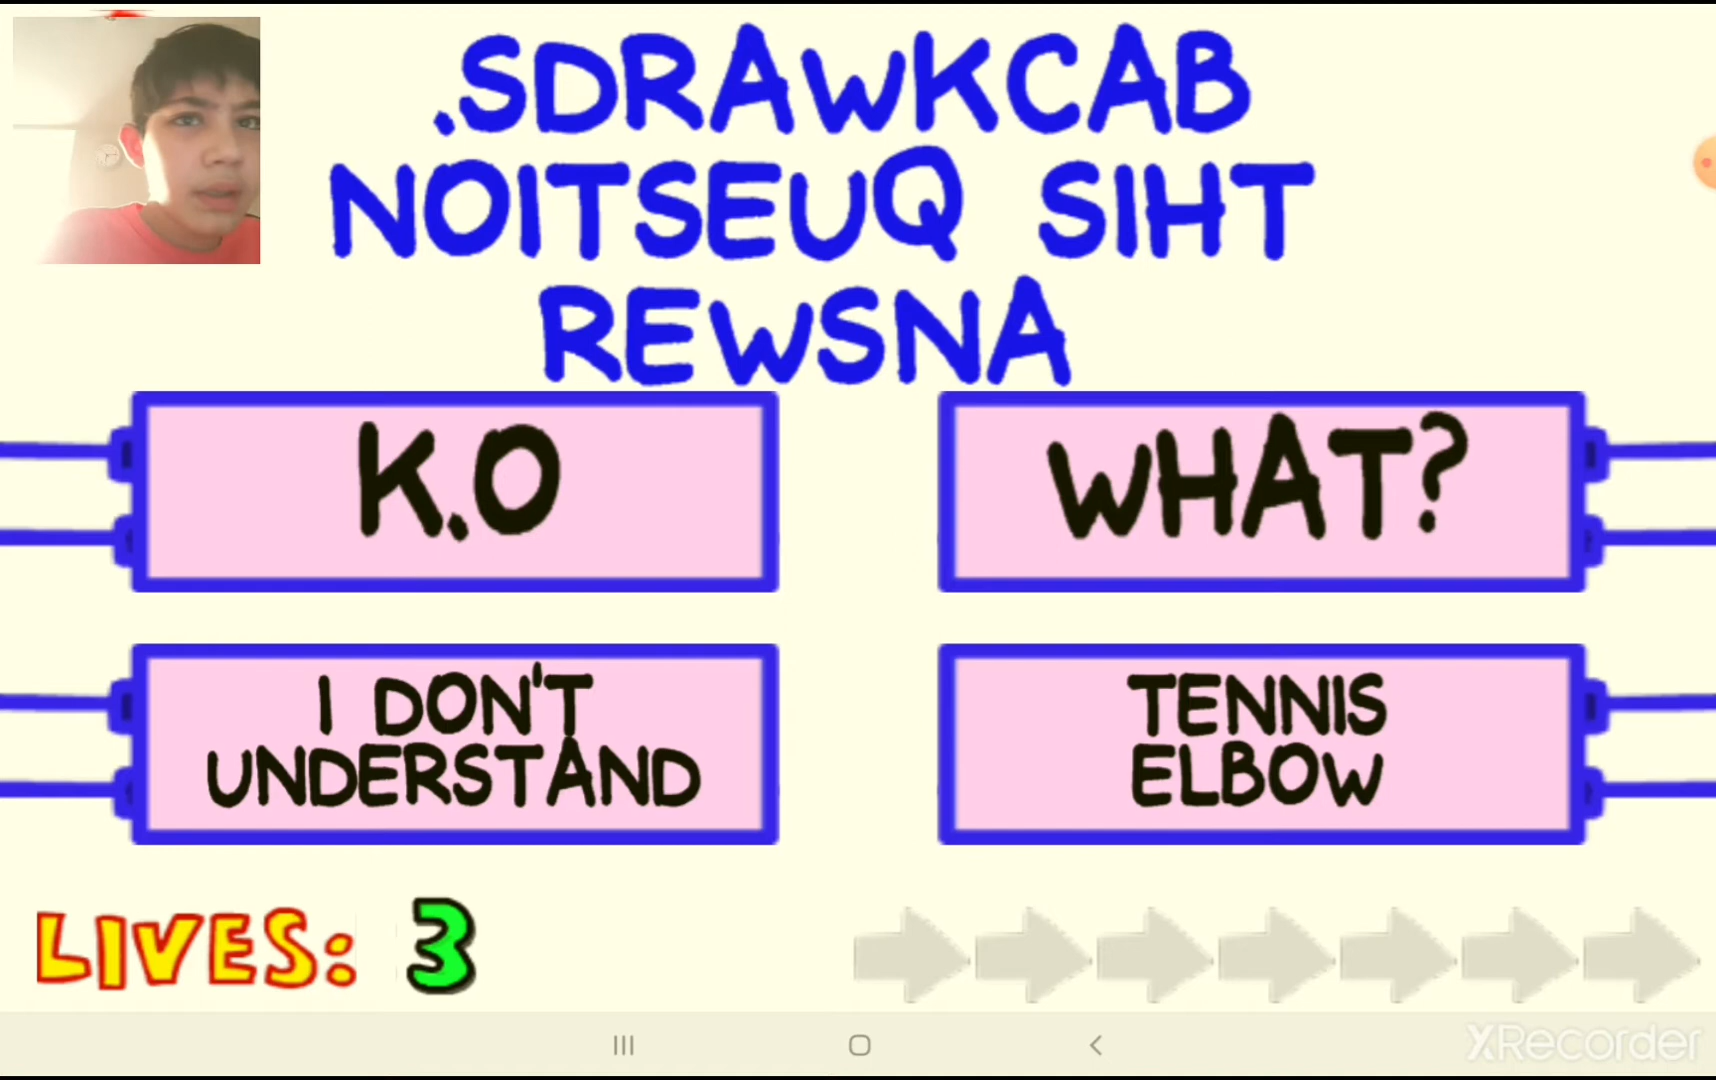 .SDRAWKCAB
NOITSEUQ SIHT
REWSNA
K.O
WHAT?
I DON'T
UNDERSTAND
TENNIS
ELBOW
LIVES: 3
XRecorder